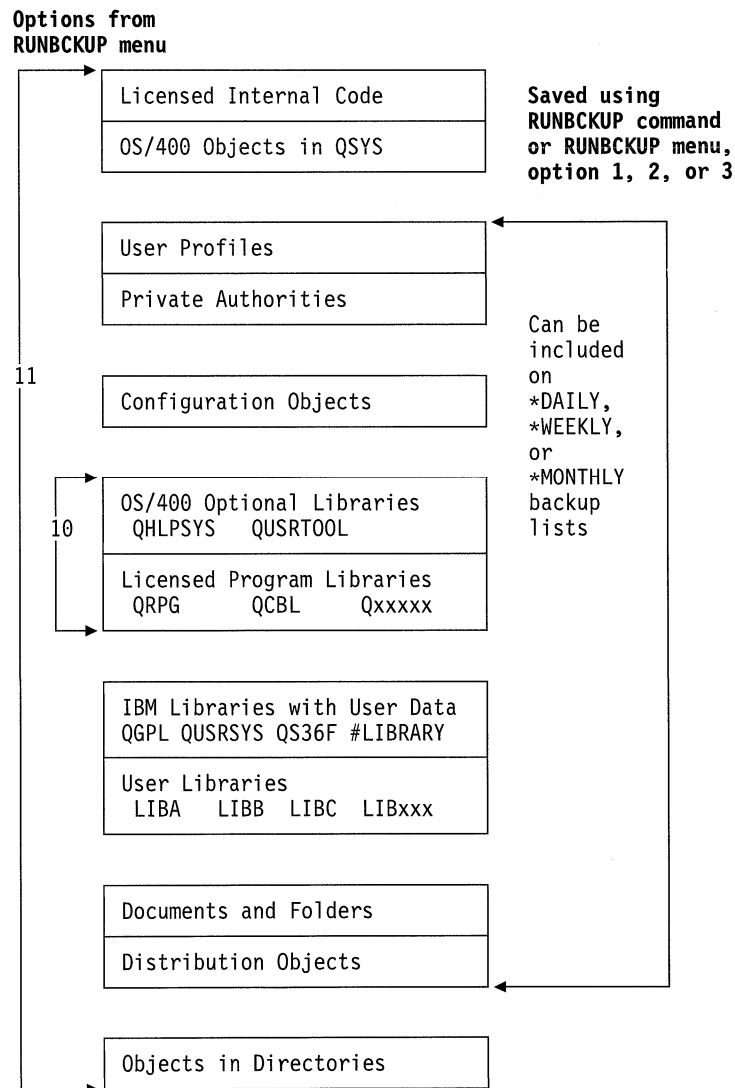 Options from
RUNBCKUP menu
Licensed Internal Code
OS/400 Objects in QSYS
Saved using
RUNBCKUP command
or RUNBCKUP menu,
option 1, 2, or 3
User Profiles
Private Authorities
11
Configuration Objects
Can be
included
on
*DAILY,
*WEEKLY,
or
*MONTHLY
backup
lists
10
OS/400 Optional Libraries
QHLPSYS QUSRTOOL
Licensed Program Libraries
QRPG QCBL Qxxxxx
IBM Libraries with User Data
QGPL QUSRSYS QS36F #LIBRARY
User Libraries
LIBA LIBB LIBC LIBxxx
Documents and Folders
Distribution Objects
Objects in Directories